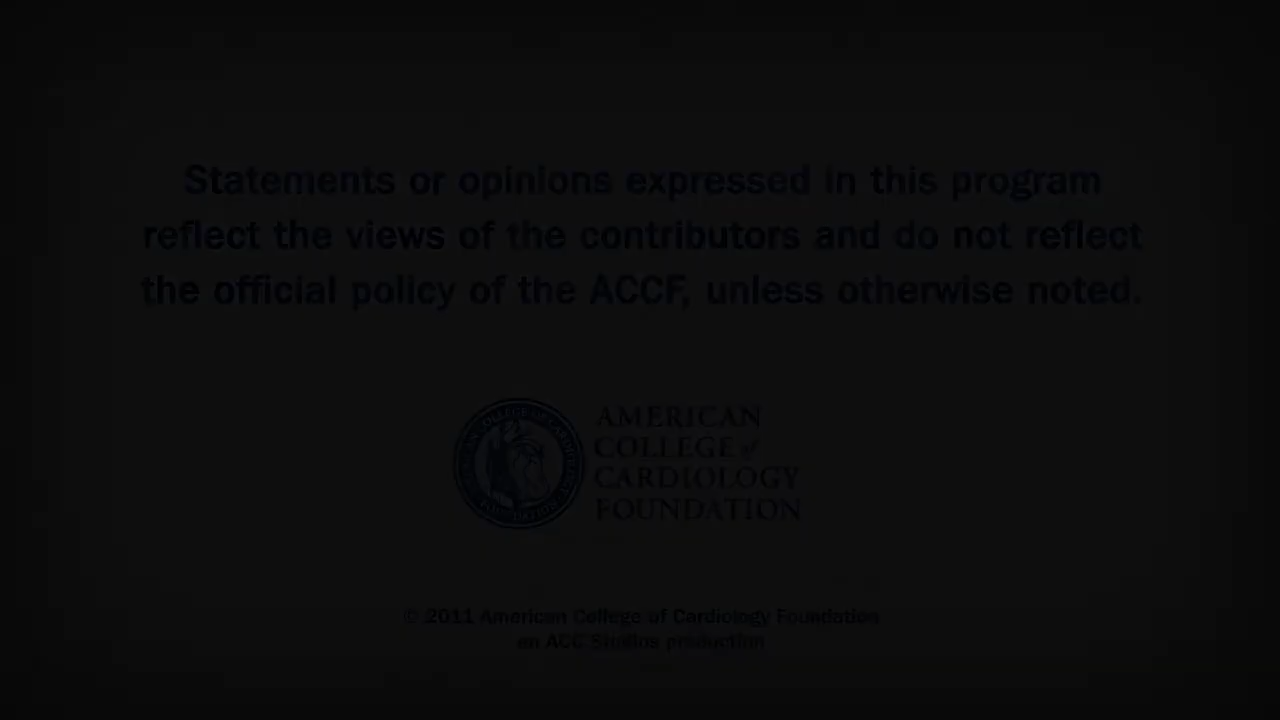 Statements or opinions expressed in this program
reflect the views of the contributors and do not reflect
the official policy of the ACCF, unless otherwise noted.
AMERICAN
COLLEGE of
CARDIOLOGY
FOUNDATION
© 2011 American College of Cardiology Foundation
an ACC Studios production